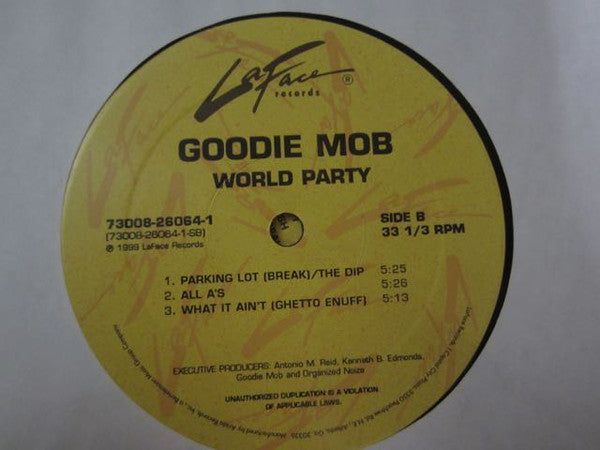 LaFace
records ®
GOODIE MOB
WORLD PARTY
73008-26064-1
(73008-26064-1-SB)
℗ 1999 LaFace Records
SIDE B
33 1/3 RPM
1. PARKING LOT (BREAK)/THE DIP 5:25
2. ALL A'S 5:26
3. WHAT IT AIN'T (GHETTO ENUFF) 5:13
EXECUTIVE PRODUCERS: Antonio M. Reid, Kenneth B. Edmonds,
Goodie Mob and Organized Noize
UNAUTHORIZED DUPLICATION IS A VIOLATION
OF APPLICABLE LAWS.